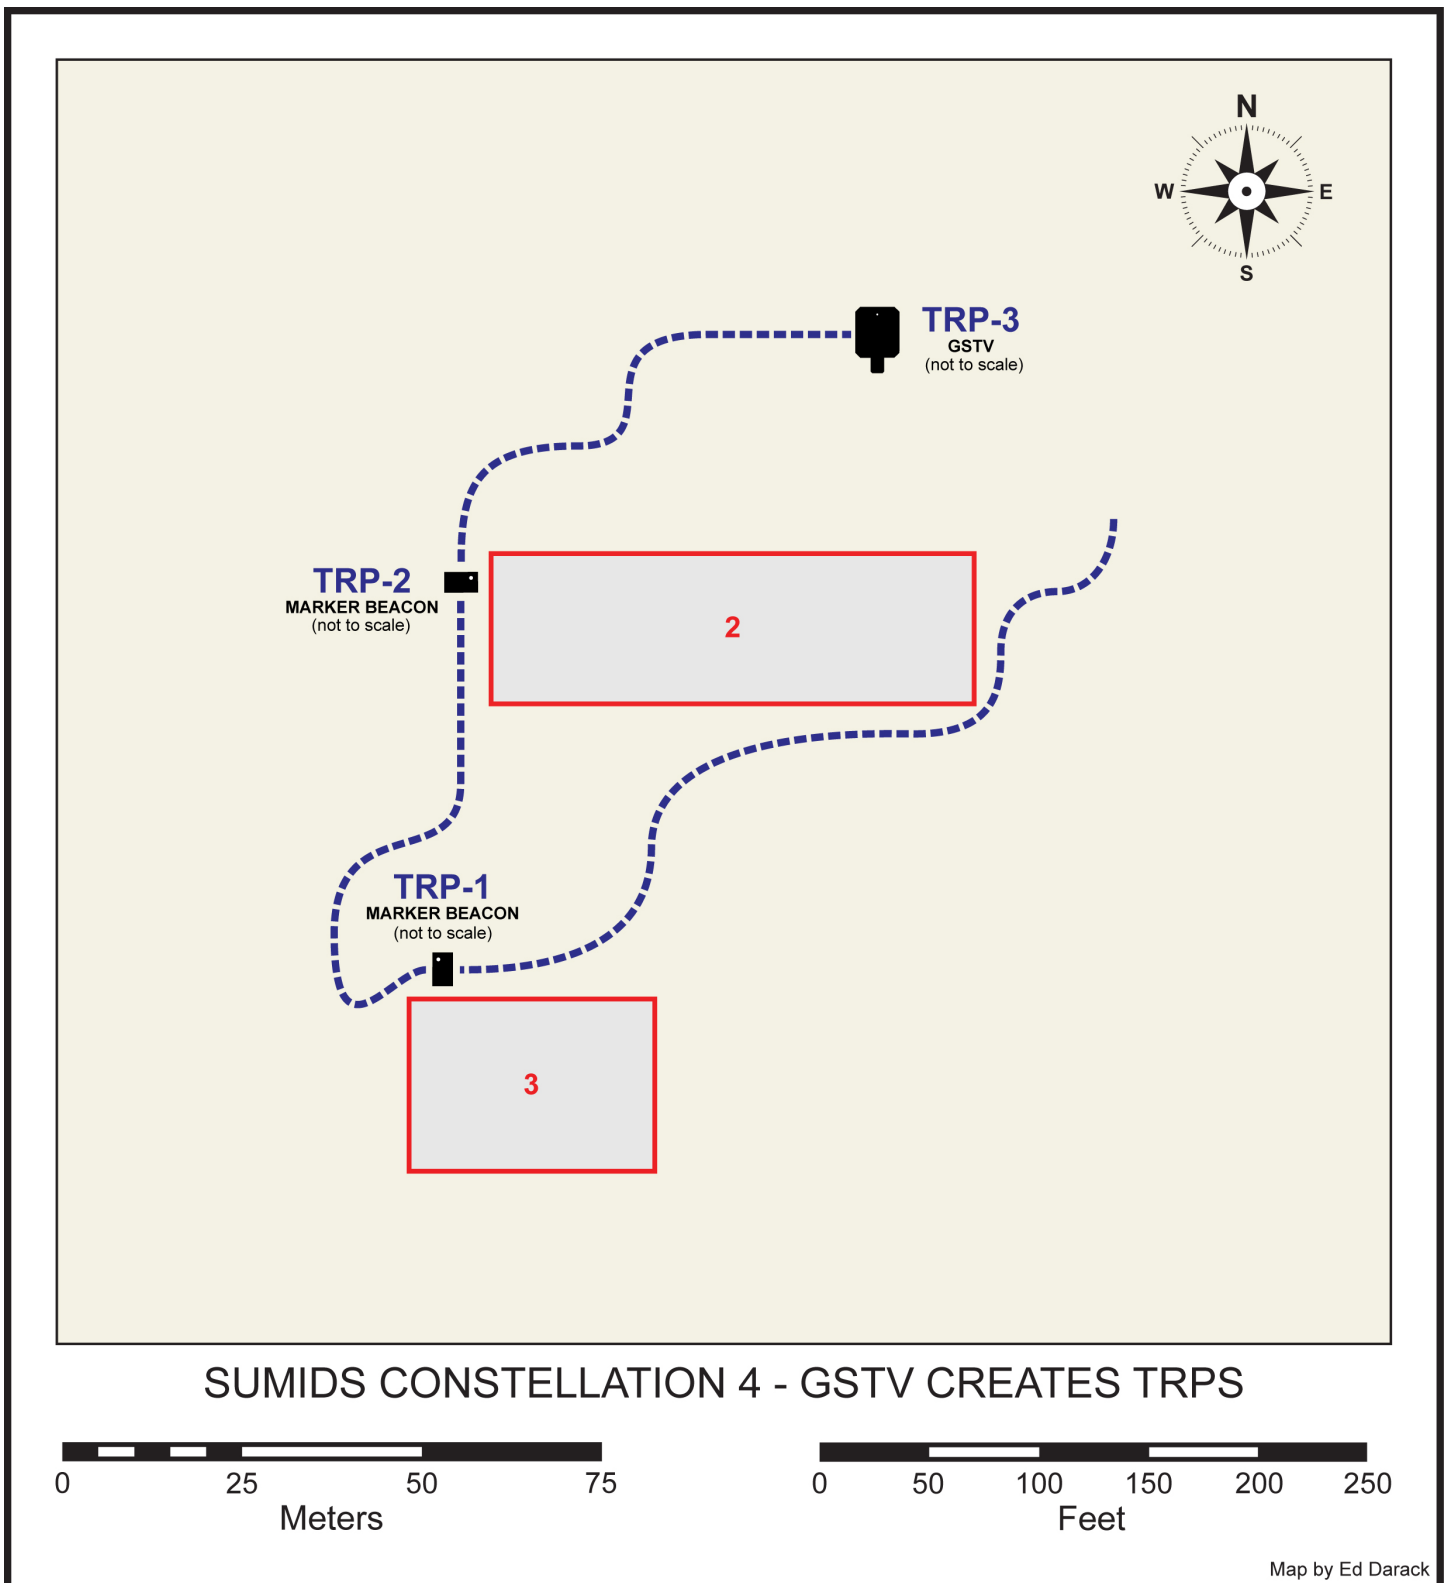 N
W
E
S
TRP-3
GSTV
(not to scale)
TRP-2
MARKER BEACON
(not to scale)
2
TRP-1
MARKER BEACON
(not to scale)
3
SUMIDS CONSTELLATION 4 - GSTV CREATES TRPS
0 25 50 75
Meters
0 50 100 150 200 250
Feet
Map by Ed Darack